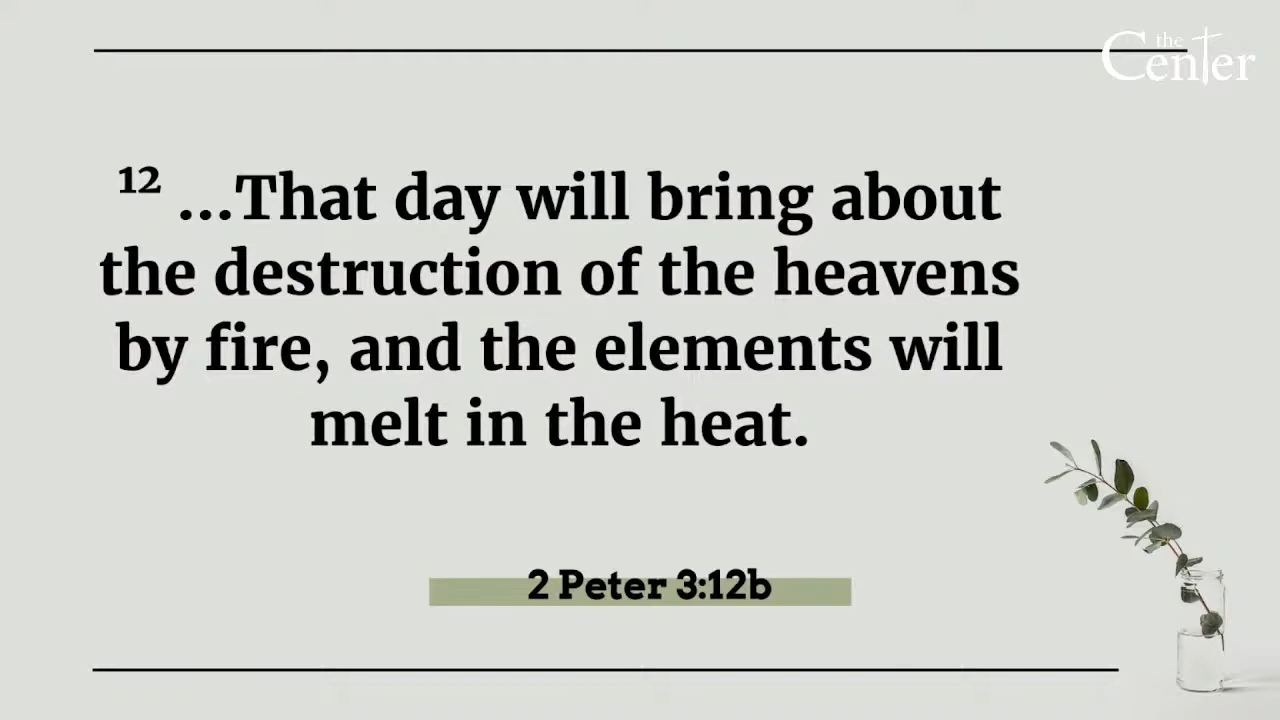 the
Center
¹² ...That day will bring about
the destruction of the heavens
by fire, and the elements will
melt in the heat.
2 Peter 3:12b